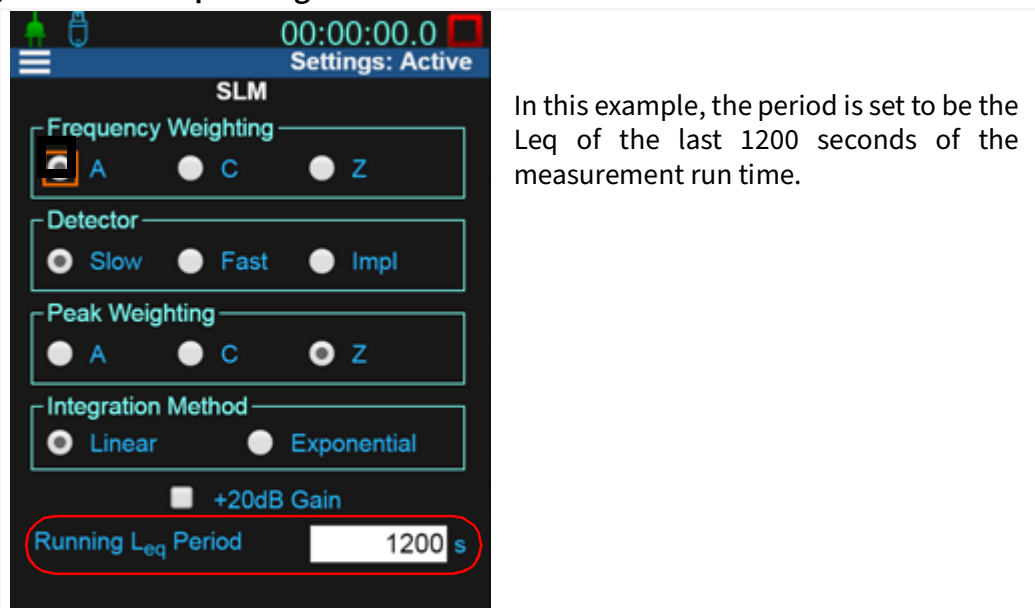 00:00:00.0
Settings: Active
SLM
Frequency Weighting
A C Z
Detector
Slow Fast Impl
Peak Weighting
A C Z
Integration Method
Linear Exponential
+20dB Gain
Running Leq Period 1200 s
In this example, the period is set to be the
Leq of the last 1200 seconds of the
measurement run time.